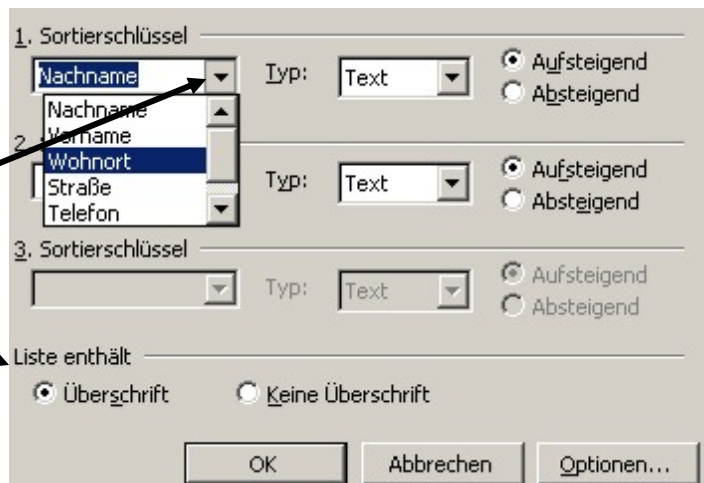 1. Sortierschlüssel
Nachname Typ: Text Aufsteigend
Absteigend
Nachname
Vorname
Wohnort
Straße
Telefon
2
Typ: Text Aufsteigend
Absteigend
3. Sortierschlüssel
Typ: Text Aufsteigend
Absteigend
Liste enthält
Überschrift Keine Überschrift
OK Abbrechen Optionen...